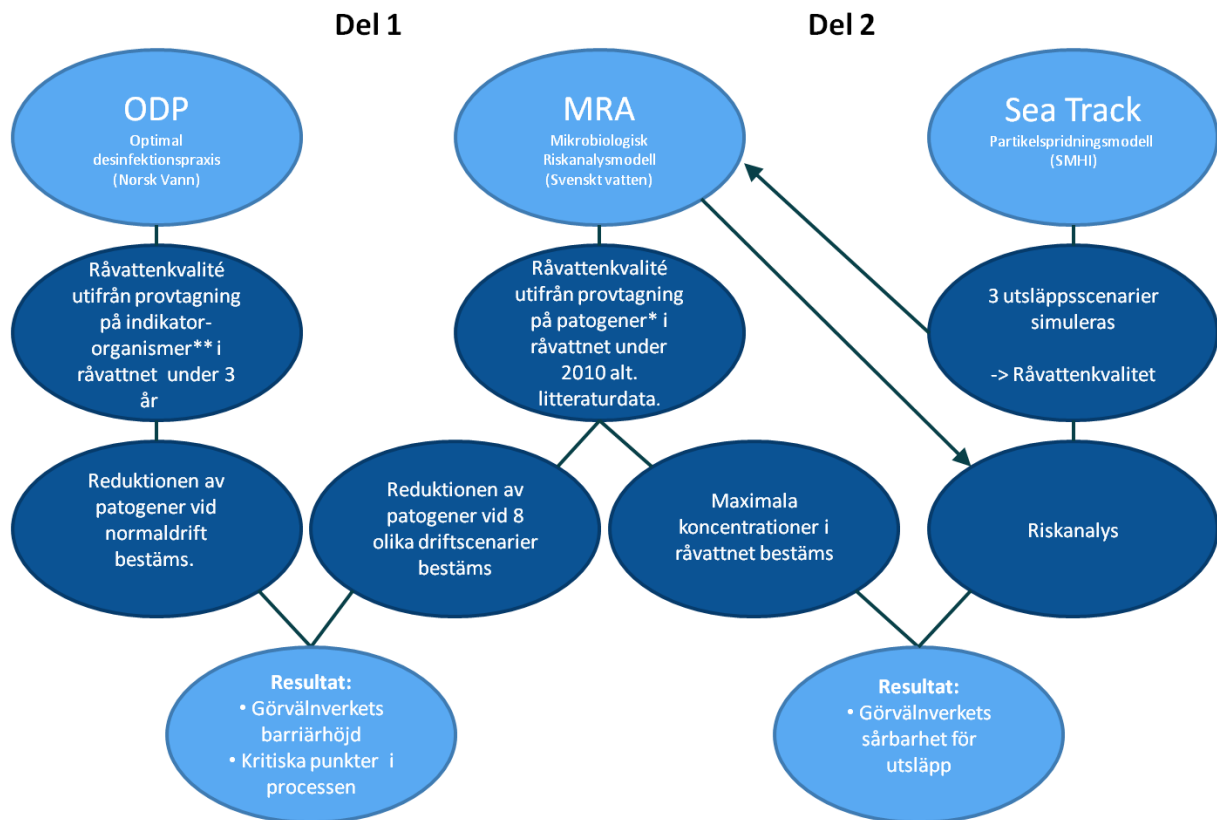 Del 1
Del 2
ODP
Optimal
desinfektionspraxis
(Norsk Vann)
MRA
Mikrobiologisk
Riskanalysmodell
(Svenskt vatten)
Sea Track
Partikelspridningsmodell
(SMHI)
Råvattenkvalité
utifrån provtagning
på indikator-
organismer** i
råvattnet under 3
år
Råvattenkvalité
utifrån provtagning
på patogener* i
råvattnet under
2010 alt.
litteraturdata.
3 utsläppsscenarier
simuleras
-> Råvattenkvalitet
Reduktionen av
patogener vid
normaldrift
bestäms.
Reduktionen av
patogener vid 8
olika driftscenarier
bestäms
Maximala
koncentrationer i
råvattnet bestäms
Riskanalys
Resultat:
• Görvälnverkets
barriärhöjd
• Kritiska punkter i
processen
Resultat:
• Görvälnverkets
sårbarhet för
utsläpp